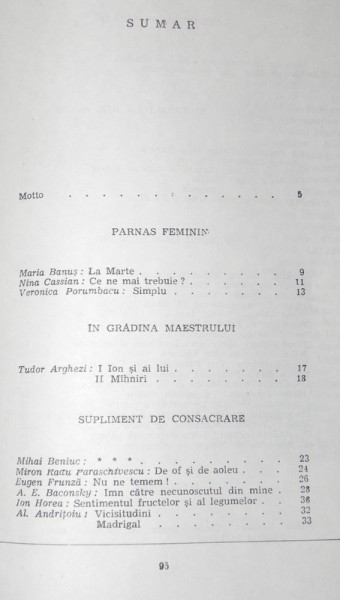 SUMAR
Motto . . . . . . . . . . . . . 5
PARNAS FEMININ
Maria Banuș : La Marte . . . . . . . . . 9
Nina Cassian : Ce ne mai trebuie ? . . . . . . 11
Veronica Porumbacu : Simplu . . . . . . . 13
ÎN GRĂDINA MAESTRULUI
Tudor Arghezi : I Ion și ai lui . . . . . . . 17
II Mîhniri . . . . . . . . 18
SUPLIMENT DE CONSACRARE
Mihai Beniuc : * * * . . . . . . . . . 23
Miron Radu Paraschivescu : De of și de aoleu . . . 24
Eugen Frunză : Nu ne temem ! . . . . . . . 26
A. E. Baconsky : Imn către necunoscutul din mine . 28
Ion Horea : Sentimentul fructelor și al legumelor . . 30
Al. Andrițoiu : Vicisitudini . . . . . . . 32
Madrigal . . . . . . . . 33
95